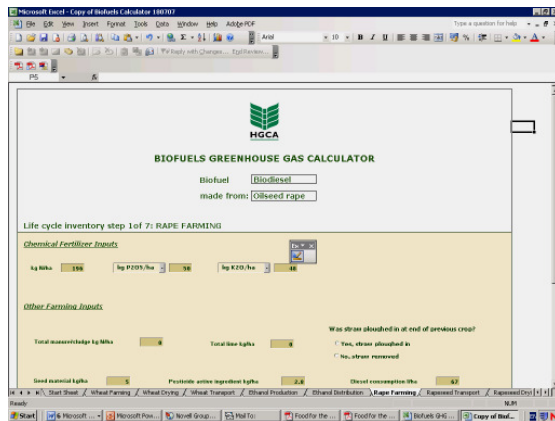 Microsoft Excel - Copy of Biofuels Calculator 180707
File Edit View Insert Format Tools Data Window Help Adobe PDF
Type a question for help
Arial
10
B I U
Reply with Changes... End Review...
P5
HGCA
BIOFUELS GREENHOUSE GAS CALCULATOR
Biofuel Biodiesel
made from: Oilseed rape
Life cycle inventory step 1of 7: RAPE FARMING
Chemical Fertilizer Inputs
kg N/ha 196 kg P2O5/ha 50 kg K2O/ha 40
Other Farming Inputs
Was straw ploughed in at end of previous crop?
Total manure/sludge kg N/ha 0 Total lime kg/ha 0 Yes, straw ploughed in
No, straw removed
Seed material kg/ha 5 Pesticide active ingredient kg/ha 2.8 Diesel consumption l/ha 67
Start Sheet / Wheat Farming / Wheat Drying / Wheat Transport / Ethanol Production / Ethanol Distribution \ Rape Farming / Rapeseed Transport / Rapeseed Dryi
Ready
NUM
Start 6 Microsoft ... Microsoft Pow... Novell Group... Mail To: Food for the ... Food for the ... Biofuels GHG ... Copy of Biof...